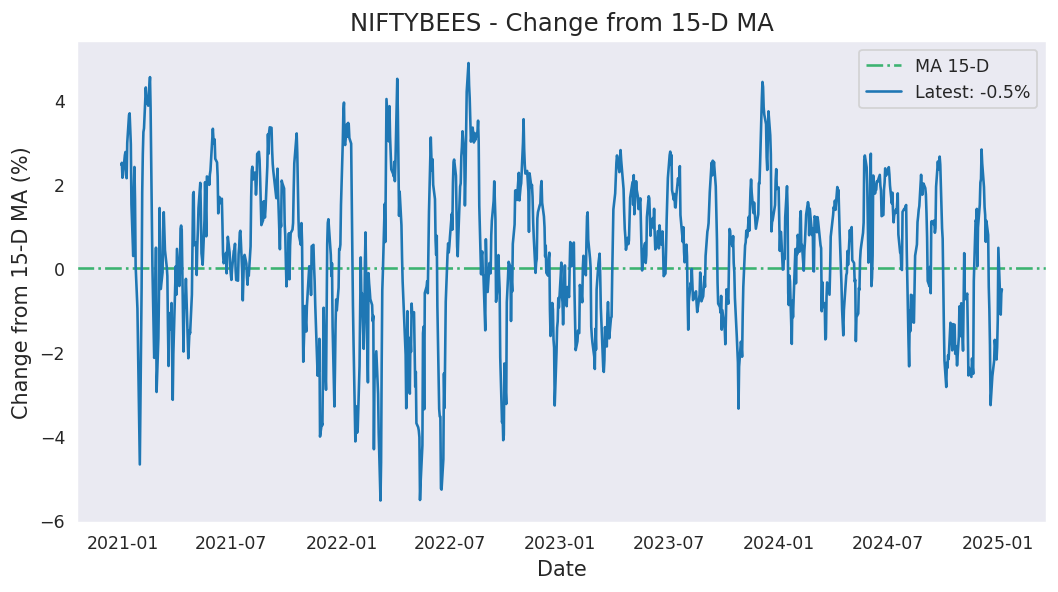 NIFTYBEES - Change from 15-D MA
MA 15-D
Latest: -0.5%
Change from 15-D MA (%)
4
2
0
−2
−4
−6
2021-01 2021-07 2022-01 2022-07 2023-01 2023-07 2024-01 2024-07 2025-01
Date